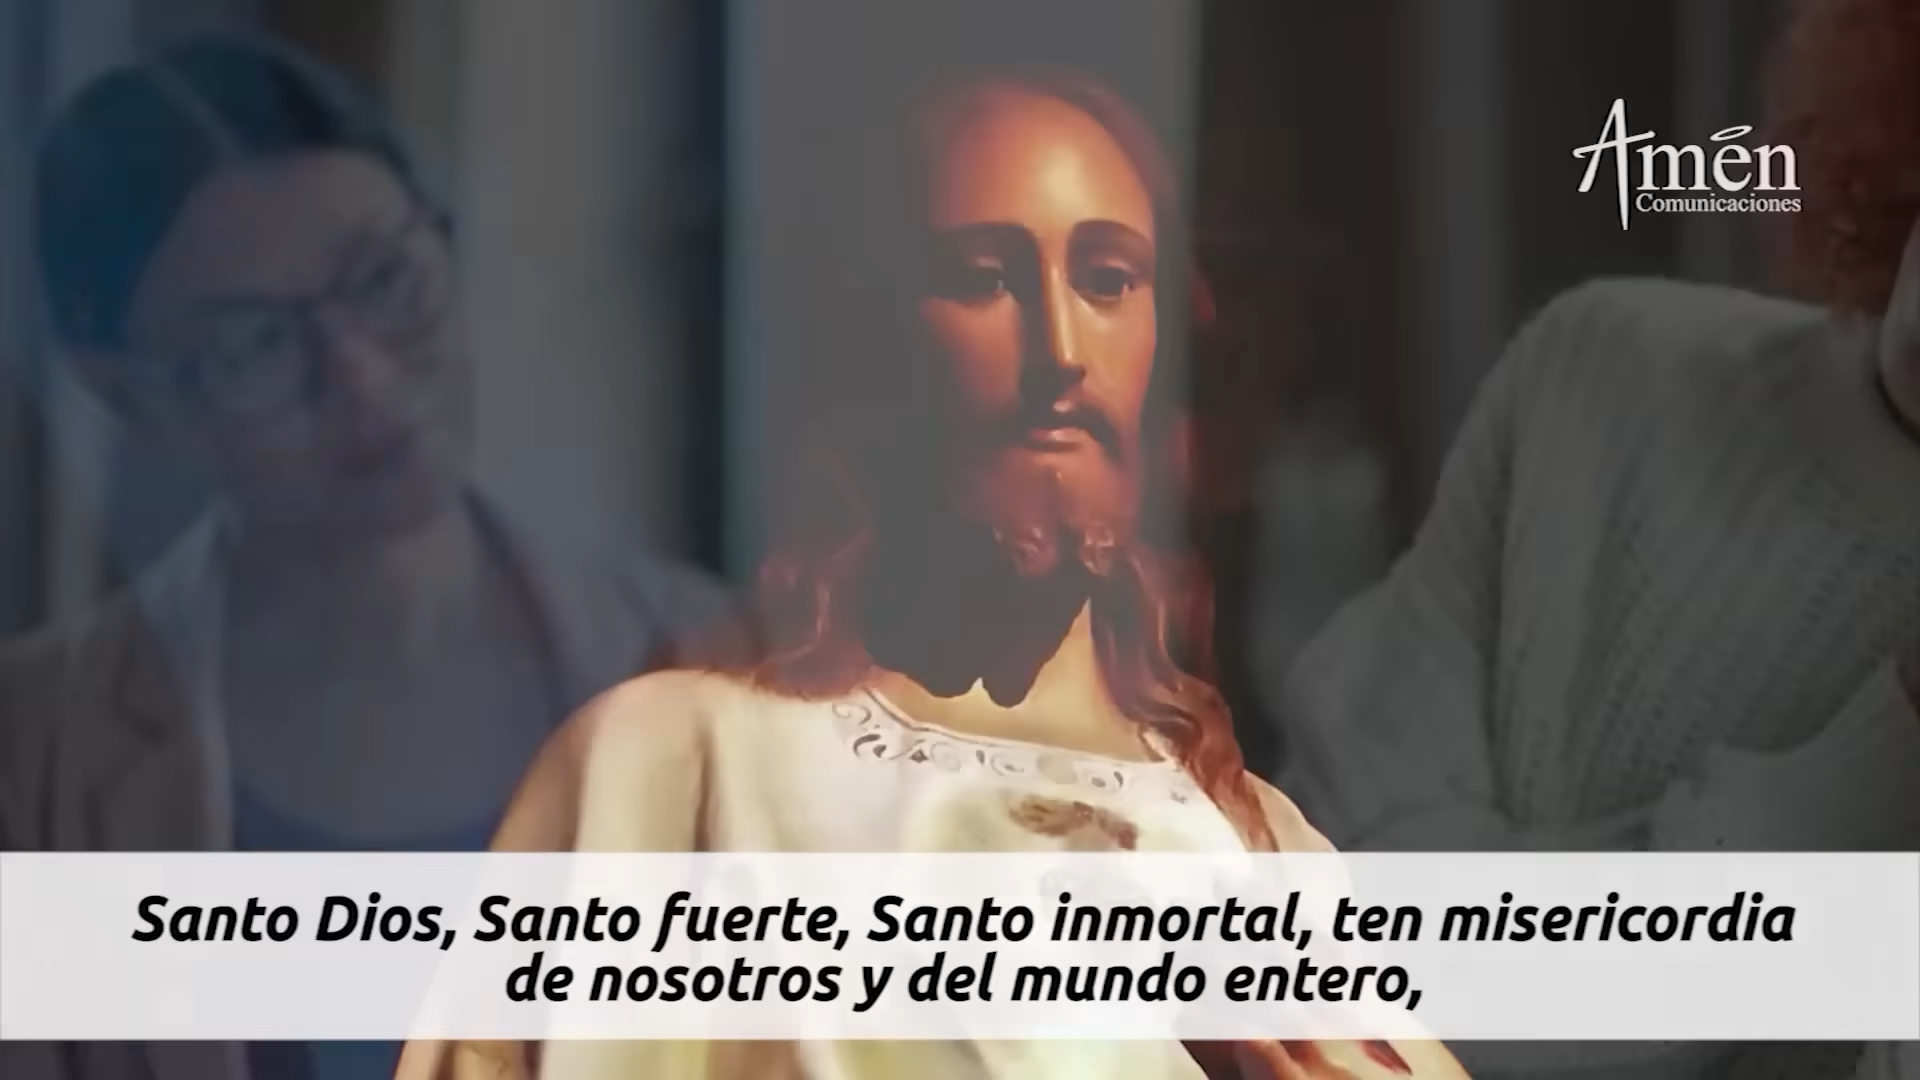 Amén
Comunicaciones
Santo Dios, Santo fuerte, Santo inmortal, ten misericordia
de nosotros y del mundo entero,